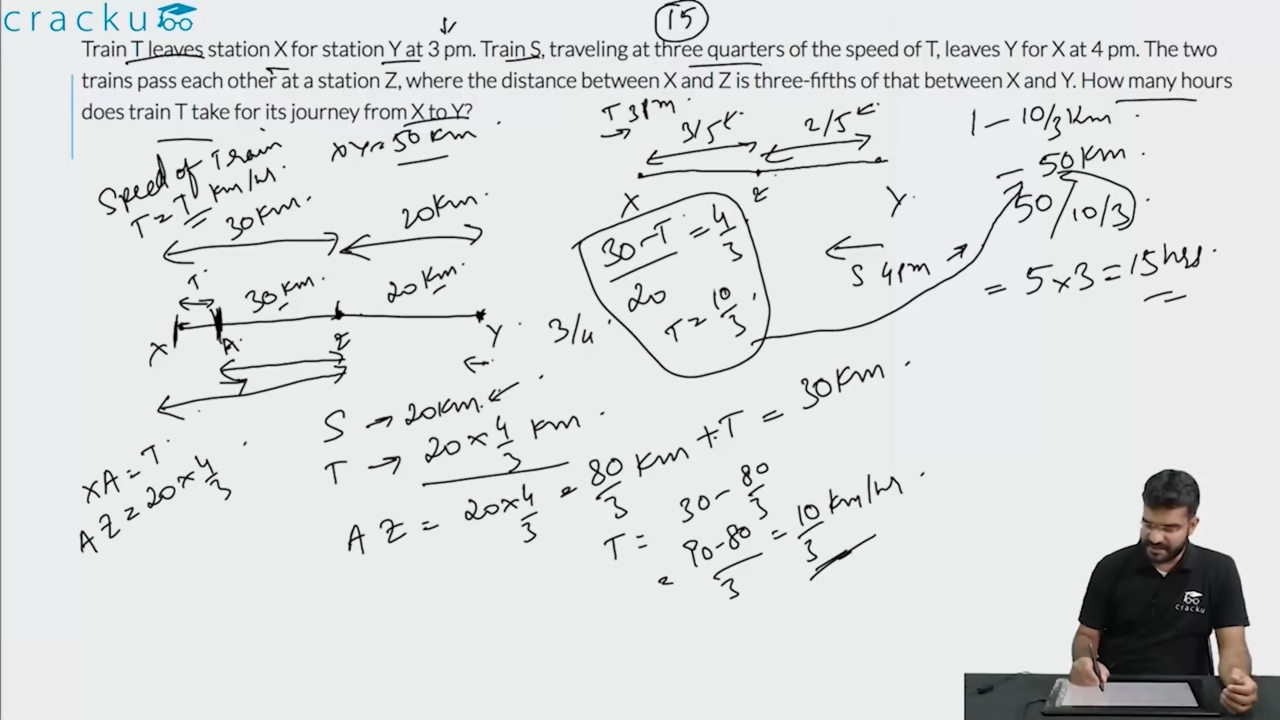 cracku
15
Train T leaves station X for station Y at 3 pm. Train S, traveling at three quarters of the speed of T, leaves Y for X at 4 pm. The two
trains pass each other at a station Z, where the distance between X and Z is three-fifths of that between X and Y. How many hours
does train T take for its journey from X to Y?
Speed of Train
T = T km/hr.
XY = 50 km
30 km.
20 km.
T
30 km.
20 km.
X A Z Y
XA = T
AZ = 20 × 4/3
S → 20 km.
T → 20 × 4/3 km
AZ = 20 × 4/3 = 80/3 km + T = 30 km
T = 30 - 80/3
= 90 - 80/3 = 10/3 km/hr
T 3 pm.
3/5 k
2/5 k
X Z Y
S 4 pm
3/4
30 - T/20 = 4/3
T = 10/3
1 - 10/3 km
- 50 km.
50/10/3
= 5 × 3 = 15 hrs.
cracku